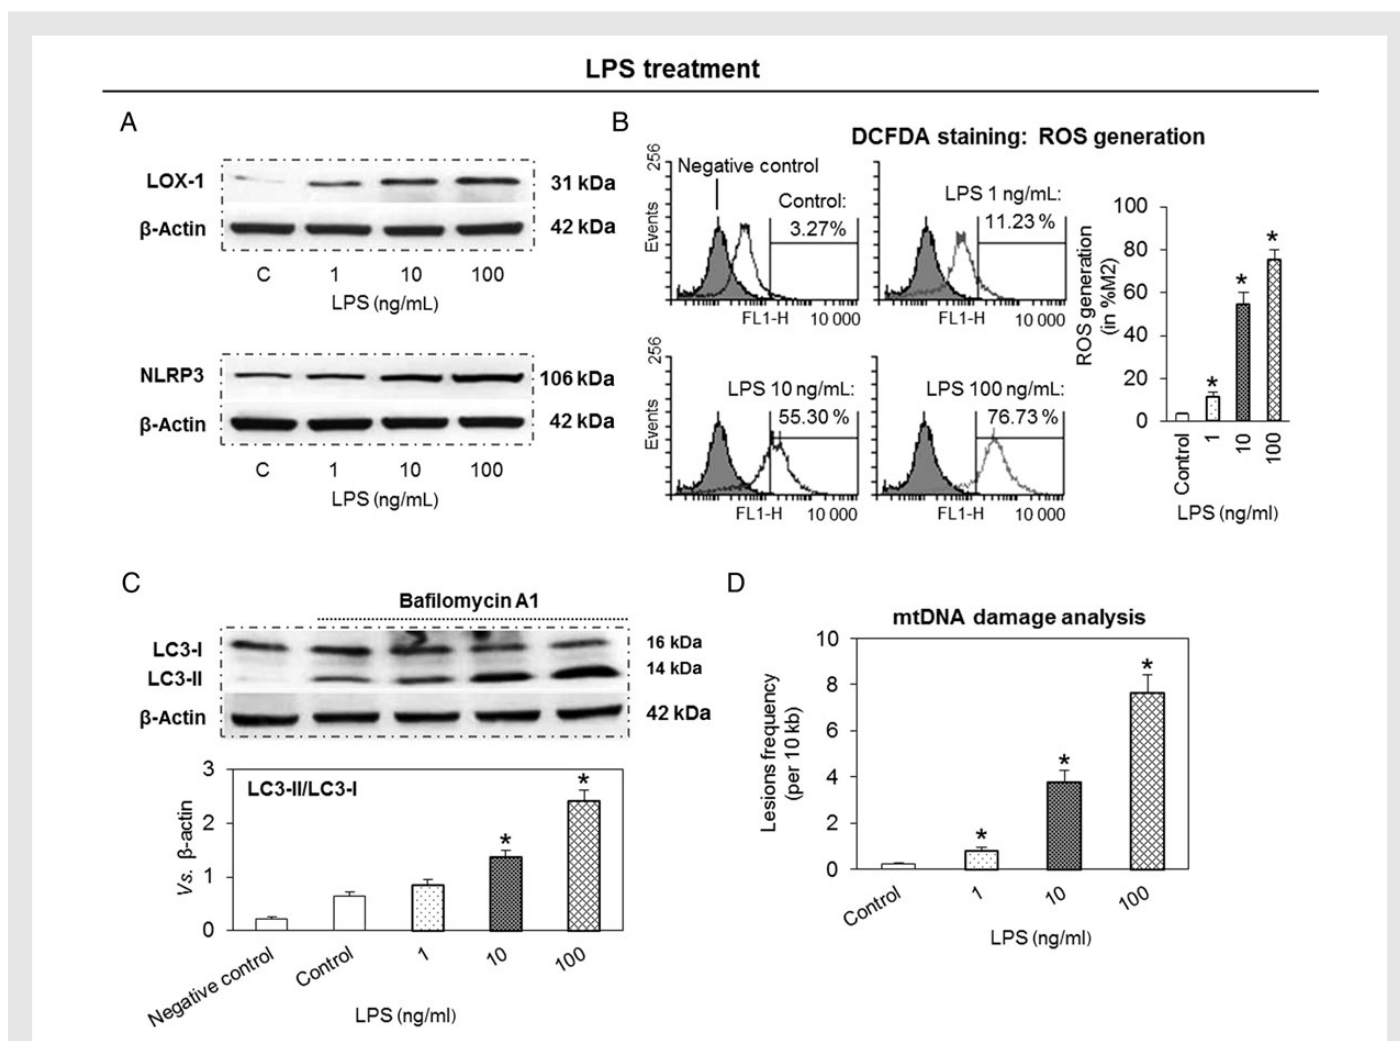 LPS treatment
A
LOX-1
31 kDa
β-Actin
42 kDa
C 1 10 100
LPS (ng/mL)
NLRP3
106 kDa
β-Actin
42 kDa
C 1 10 100
LPS (ng/mL)
B
DCFDA staining: ROS generation
256
Events
Negative control
Control:
3.27%
FL1-H 10 000
LPS 1 ng/mL:
11.23 %
FL1-H 10 000
256
Events
LPS 10 ng/mL:
55.30 %
FL1-H 10 000
LPS 100 ng/mL:
76.73 %
FL1-H 10 000
ROS generation
(in %M2)
100
80
60
40
20
0
*
*
*
Control 1 10 100
LPS (ng/ml)
C
Bafilomycin A1
LC3-I
16 kDa
LC3-II
14 kDa
β-Actin
42 kDa
LC3-II/LC3-I
Vs. β-actin
3
2
1
0
*
*
Negative control Control 1 10 100
LPS (ng/ml)
D
mtDNA damage analysis
Lesions frequency
(per 10 kb)
10
8
6
4
2
0
*
*
*
Control 1 10 100
LPS (ng/ml)